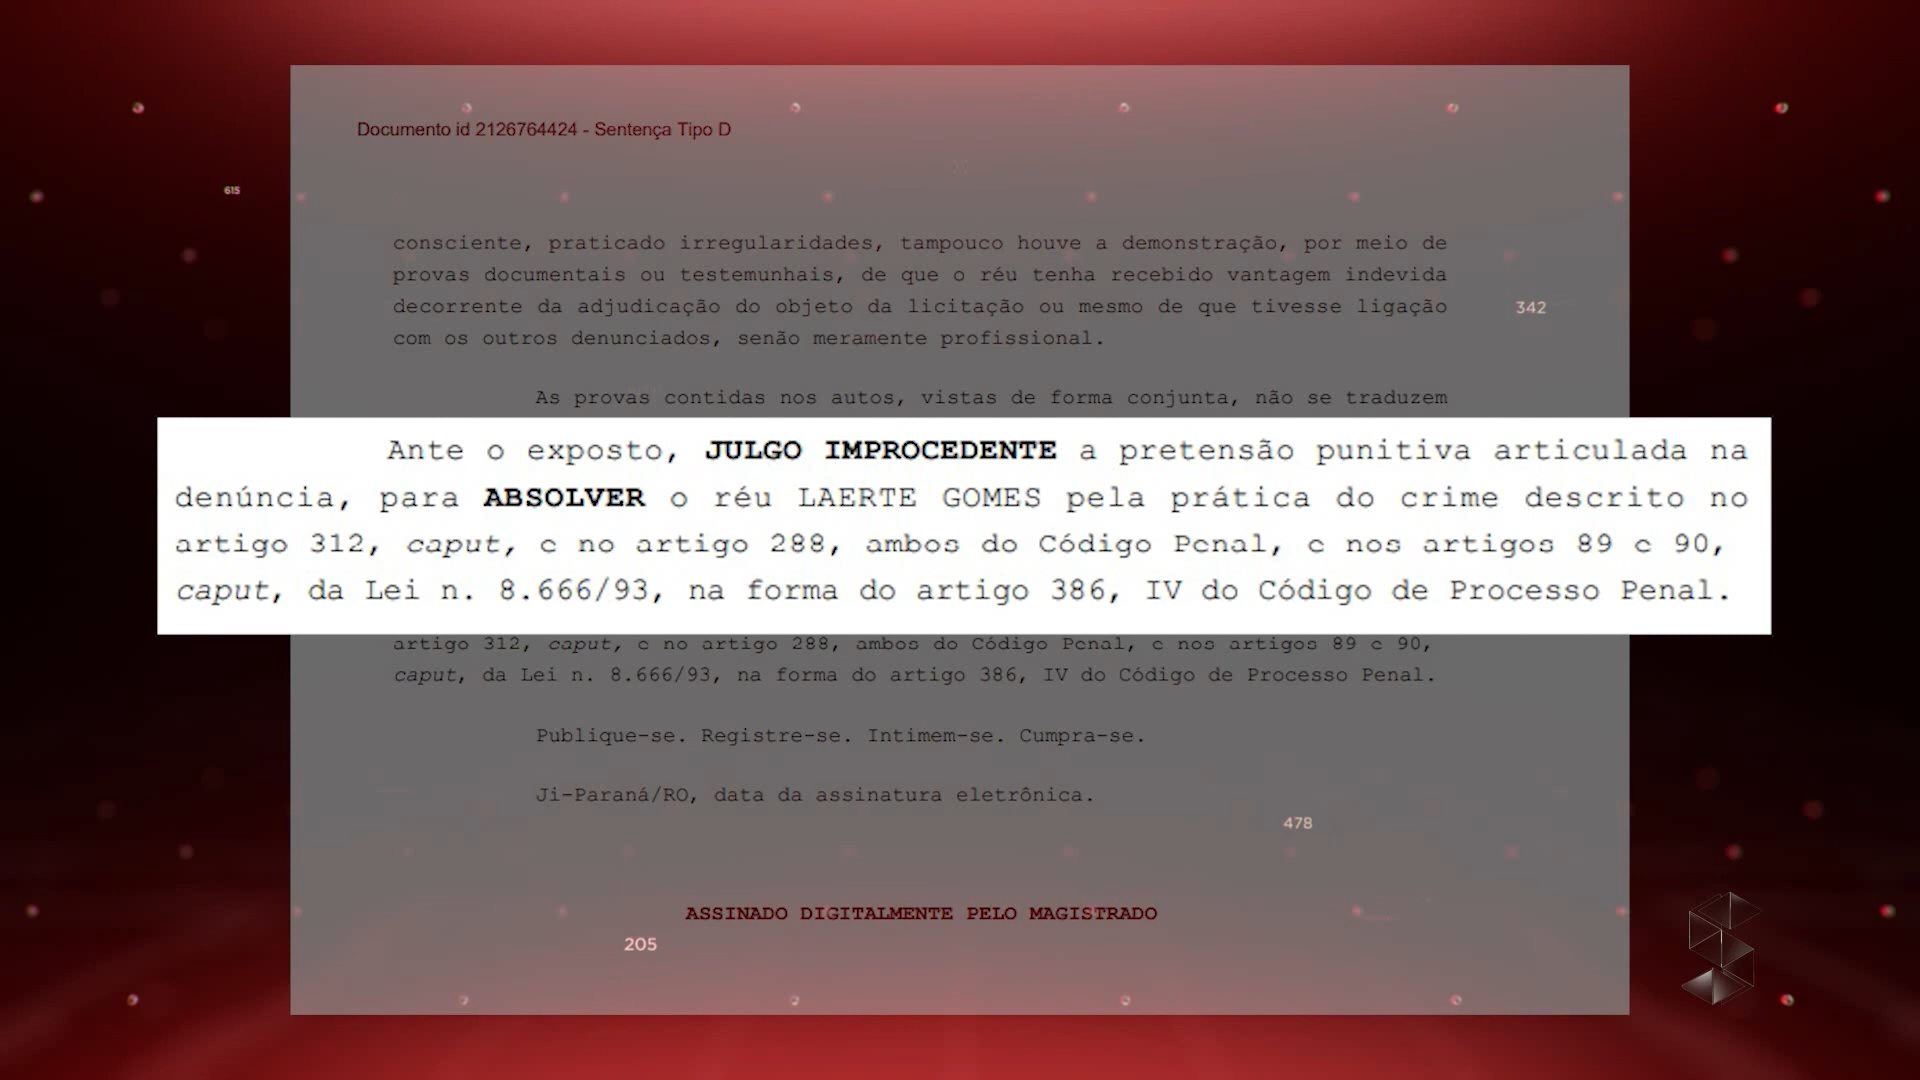 Documento id 2126764424 - Sentença Tipo D
615
consciente, praticado irregularidades, tampouco houve a demonstração, por meio de
provas documentais ou testemunhais, de que o réu tenha recebido vantagem indevida
decorrente da adjudicação do objeto da licitação ou mesmo de que tivesse ligação
342
com os outros denunciados, senão meramente profissional.
As provas contidas nos autos, vistas de forma conjunta, não se traduzem
Ante o exposto, JULGO IMPROCEDENTE a pretensão punitiva articulada na
denúncia, para ABSOLVER o réu LAERTE GOMES pela prática do crime descrito no
artigo 312, caput, e no artigo 288, ambos do Código Penal, e nos artigos 89 e 90,
caput, da Lei n. 8.666/93, na forma do artigo 386, IV do Código de Processo Penal.
artigo 312, caput, e no artigo 288, ambos do Código Penal, e nos artigos 89 e 90,
caput, da Lei n. 8.666/93, na forma do artigo 386, IV do Código de Processo Penal.
Publique-se. Registre-se. Intimem-se. Cumpra-se.
Ji-Paraná/RO, data da assinatura eletrônica.
478
ASSINADO DIGITALMENTE PELO MAGISTRADO
205